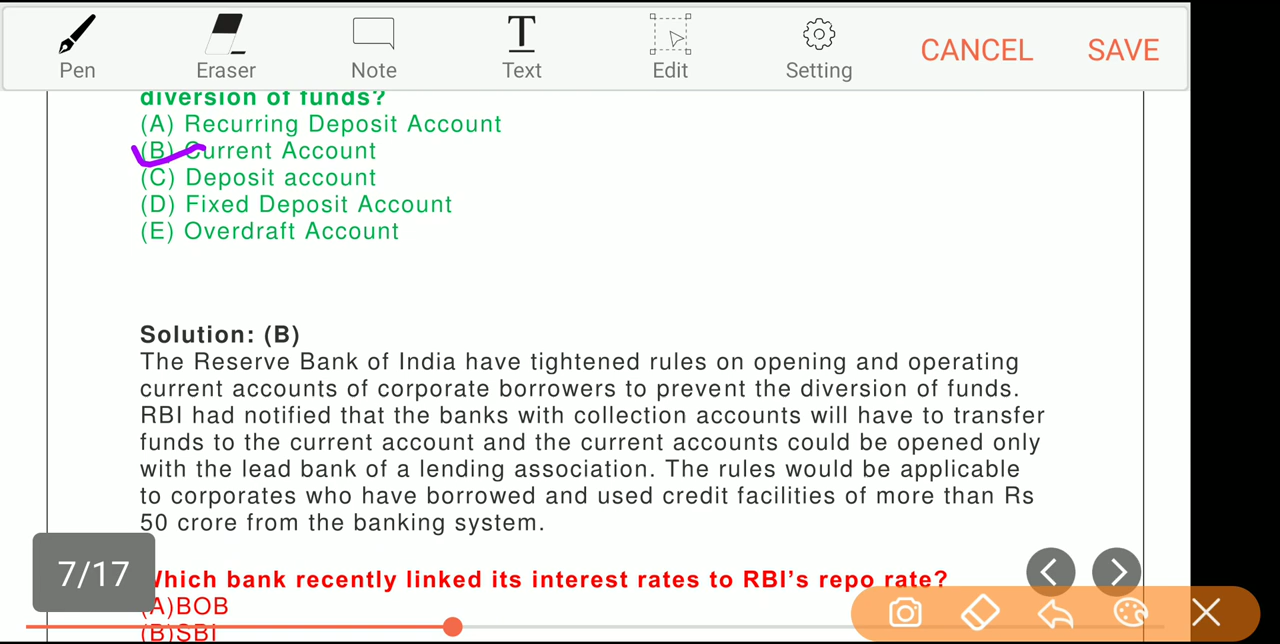 Pen Eraser Note Text Edit Setting CANCEL SAVE
diversion of funds?
(A) Recurring Deposit Account
(B) Current Account
(C) Deposit account
(D) Fixed Deposit Account
(E) Overdraft Account
Solution: (B)
The Reserve Bank of India have tightened rules on opening and operating
current accounts of corporate borrowers to prevent the diversion of funds.
RBI had notified that the banks with collection accounts will have to transfer
funds to the current account and the current accounts could be opened only
with the lead bank of a lending association. The rules would be applicable
to corporates who have borrowed and used credit facilities of more than Rs
50 crore from the banking system.
7/17
Which bank recently linked its interest rates to RBI's repo rate?
(A)BOB
(B)SBI